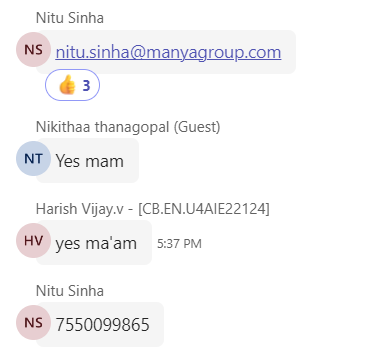 Nitu Sinha
NS
nitu.sinha@manyagroup.com
👍 3
Nikithaa thanagopal (Guest)
NT
Yes mam
Harish Vijay.v - [CB.EN.U4AIE22124]
HV
yes ma'am 5:37 PM
Nitu Sinha
NS
7550099865